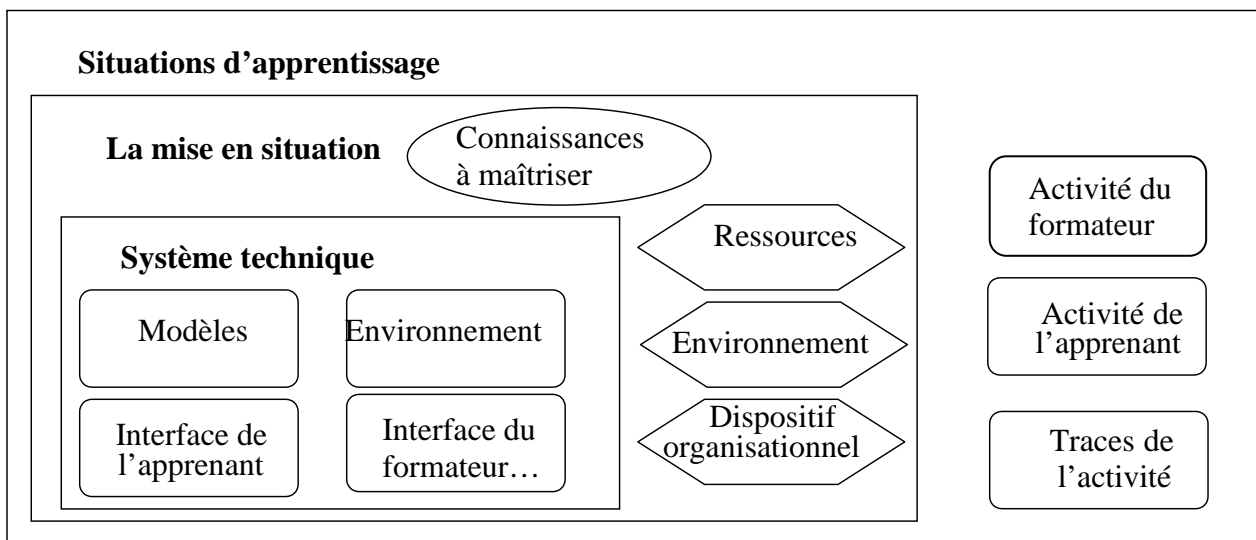 Situations d’apprentissage
La mise en situation
Connaissances
à maîtriser
Système technique
Modèles
Environnement
Interface de
l’apprenant
Interface du
formateur…
Ressources
Environnement
Dispositif
organisationnel
Activité du
formateur
Activité de
l’apprenant
Traces de
l’activité